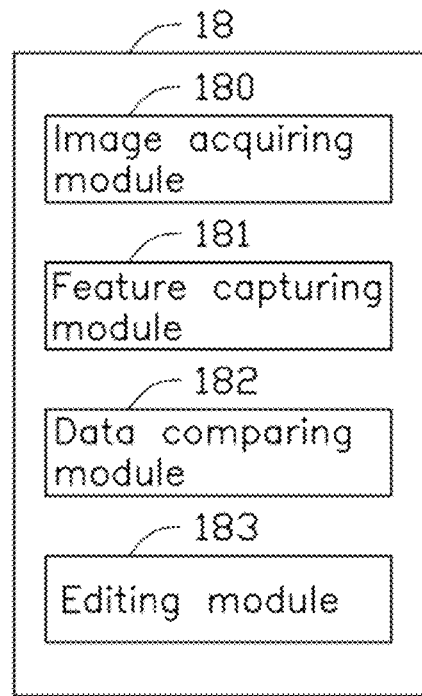 18
180
Image acquiring
module
181
Feature capturing
module
182
Data comparing
module
183
Editing module